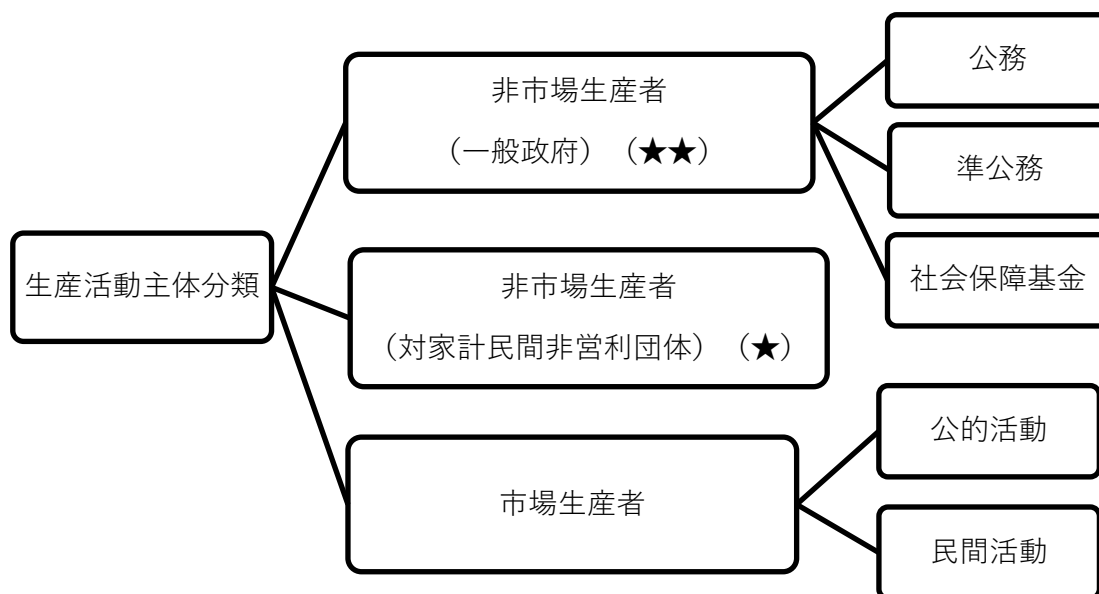 生産活動主体分類
非市場生産者
（一般政府）（★★）
公務
準公務
社会保障基金
非市場生産者
（対家計民間非営利団体）（★）
市場生産者
公的活動
民間活動